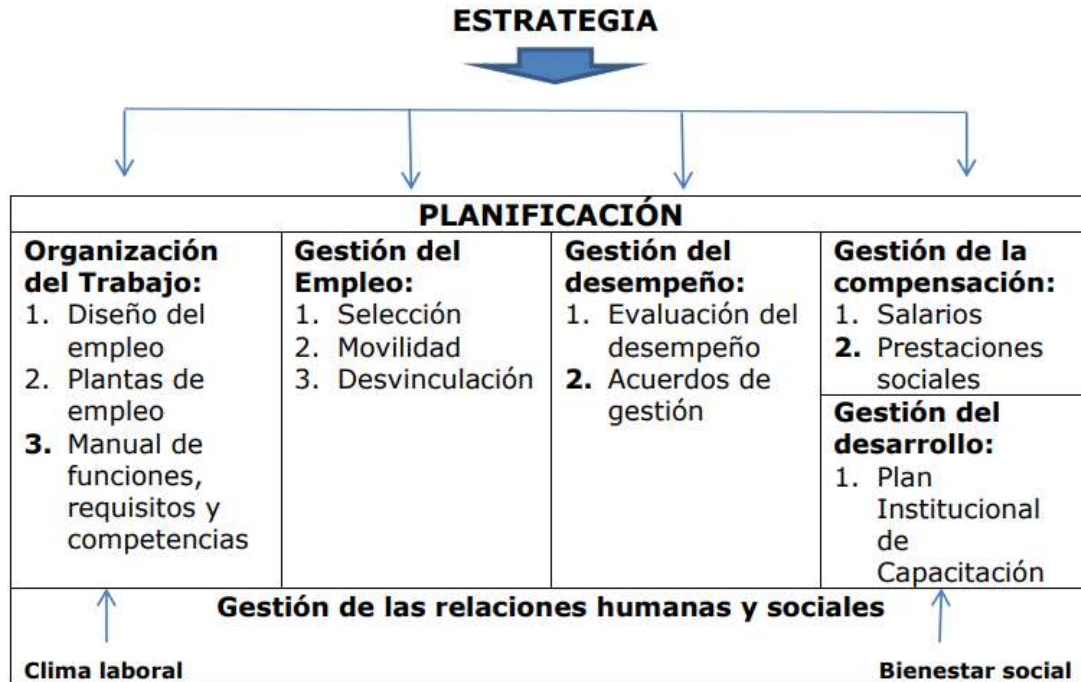 ESTRATEGIA
PLANIFICACIÓN
Organización
del Trabajo:
1. Diseño del
empleo
2. Plantas de
empleo
3. Manual de
funciones,
requisitos y
competencias
Gestión del
Empleo:
1. Selección
2. Movilidad
3. Desvinculación
Gestión del
desempeño:
1. Evaluación del
desempeño
2. Acuerdos de
gestión
Gestión de la
compensación:
1. Salarios
2. Prestaciones
sociales
Gestión del
desarrollo:
1. Plan
Institucional
de
Capacitación
Gestión de las relaciones humanas y sociales
Clima laboral
Bienestar social